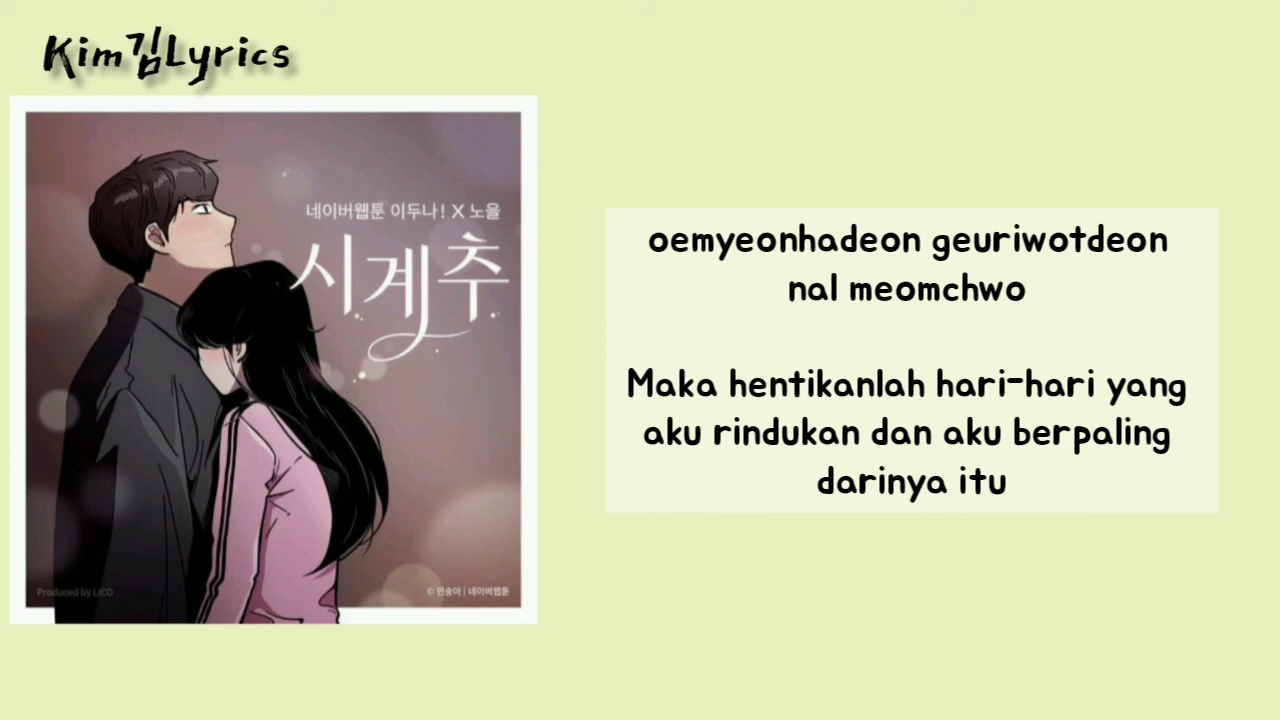 Kim김Lyrics
네이버웹툰 이두나! X 노을
시계추
Produced by LICO
© 민송아 | 네이버웹툰
oemyeonhadeon geuriwotdeon
nal meomchwo
Maka hentikanlah hari-hari yang
aku rindukan dan aku berpaling
darinya itu